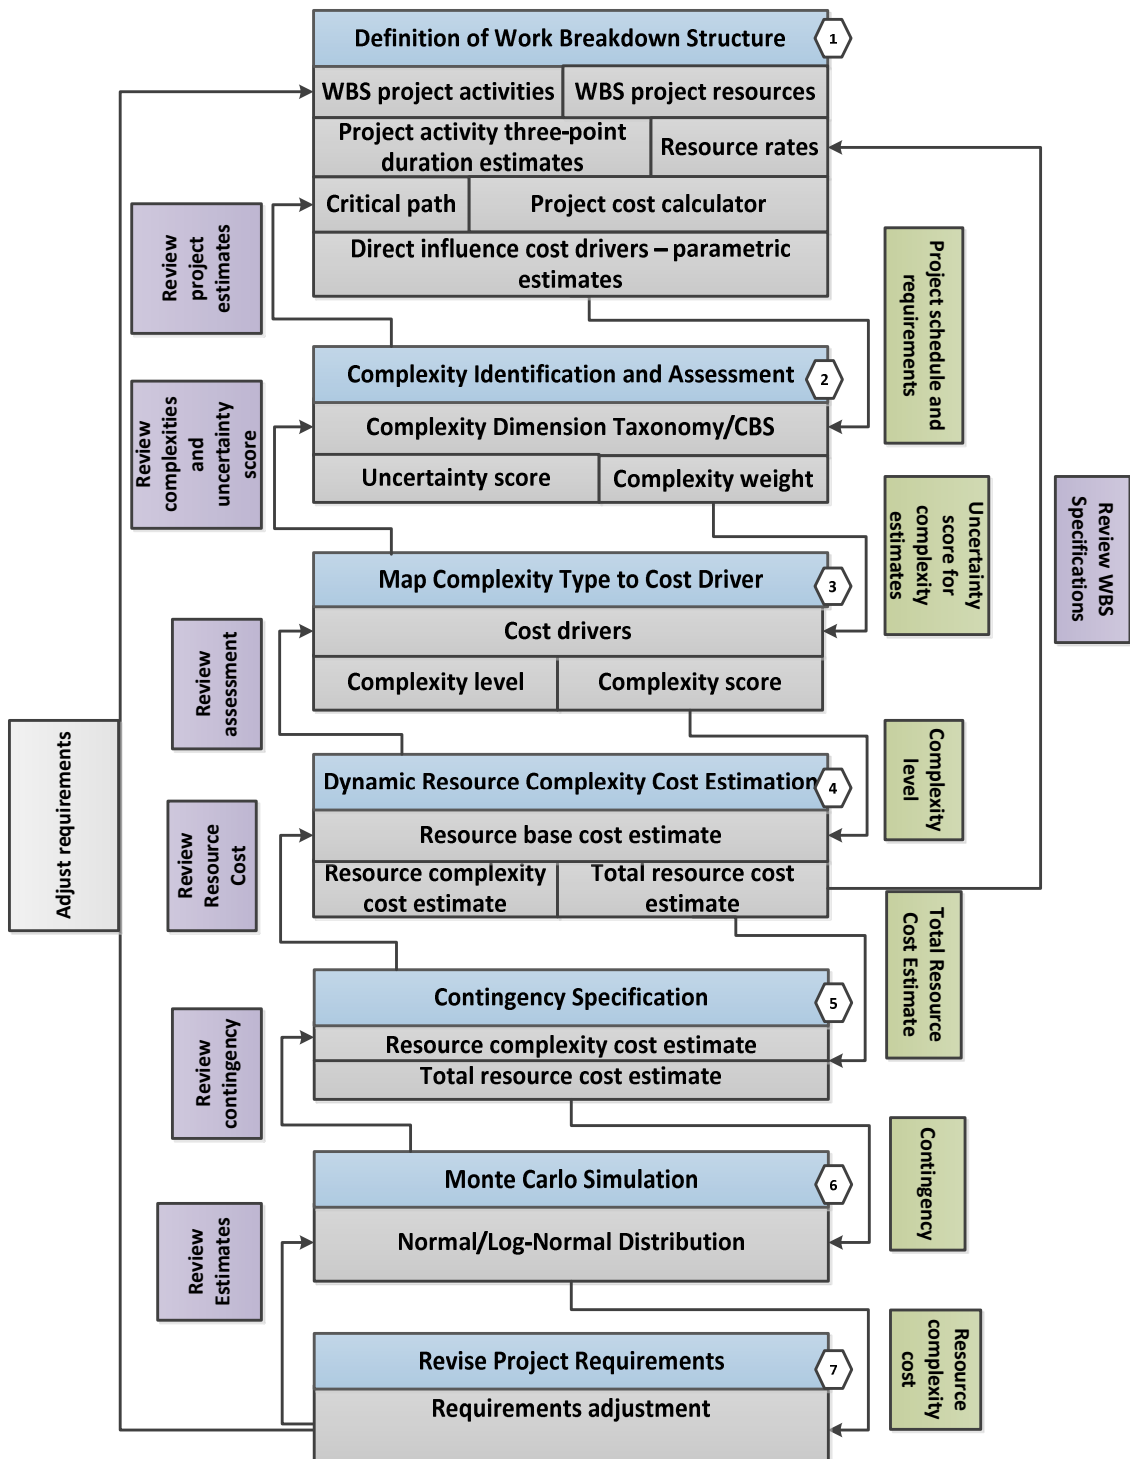 Definition of Work Breakdown Structure
1
WBS project activities
WBS project resources
Project activity three-point
duration estimates
Resource rates
Critical path
Project cost calculator
Direct influence cost drivers – parametric
estimates
Review
project
estimates
Project schedule and
requirements
Complexity Identification and Assessment
2
Complexity Dimension Taxonomy/CBS
Uncertainty score
Complexity weight
Review
complexities
and
uncertainty
score
Uncertainty
score for
complexity
estimates
Review WBS
Specifications
Map Complexity Type to Cost Driver
3
Cost drivers
Complexity level
Complexity score
Review
assessment
Complexity
level
Adjust requirements
Dynamic Resource Complexity Cost Estimation
4
Resource base cost estimate
Resource complexity
cost estimate
Total resource cost
estimate
Review
Resource
Cost
Total Resource
Cost Estimate
Contingency Specification
5
Resource complexity cost estimate
Total resource cost estimate
Review
contingency
Contingency
Monte Carlo Simulation
6
Normal/Log-Normal Distribution
Review
Estimates
Resource
complexity
cost
Revise Project Requirements
7
Requirements adjustment